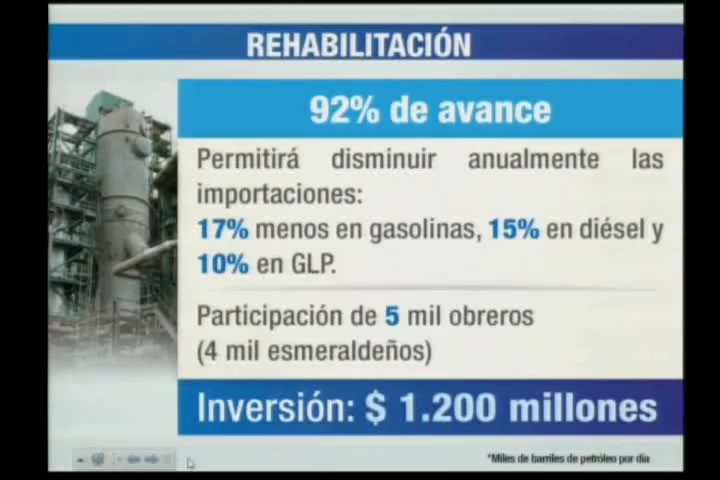 REHABILITACIÓN
92% de avance
Permitirá disminuir anualmente las
importaciones:
17% menos en gasolinas, 15% en diésel y
10% en GLP.
Participación de 5 mil obreros
(4 mil esmeraldeños)
Inversión: $ 1.200 millones
*Miles de barriles de petróleo por día